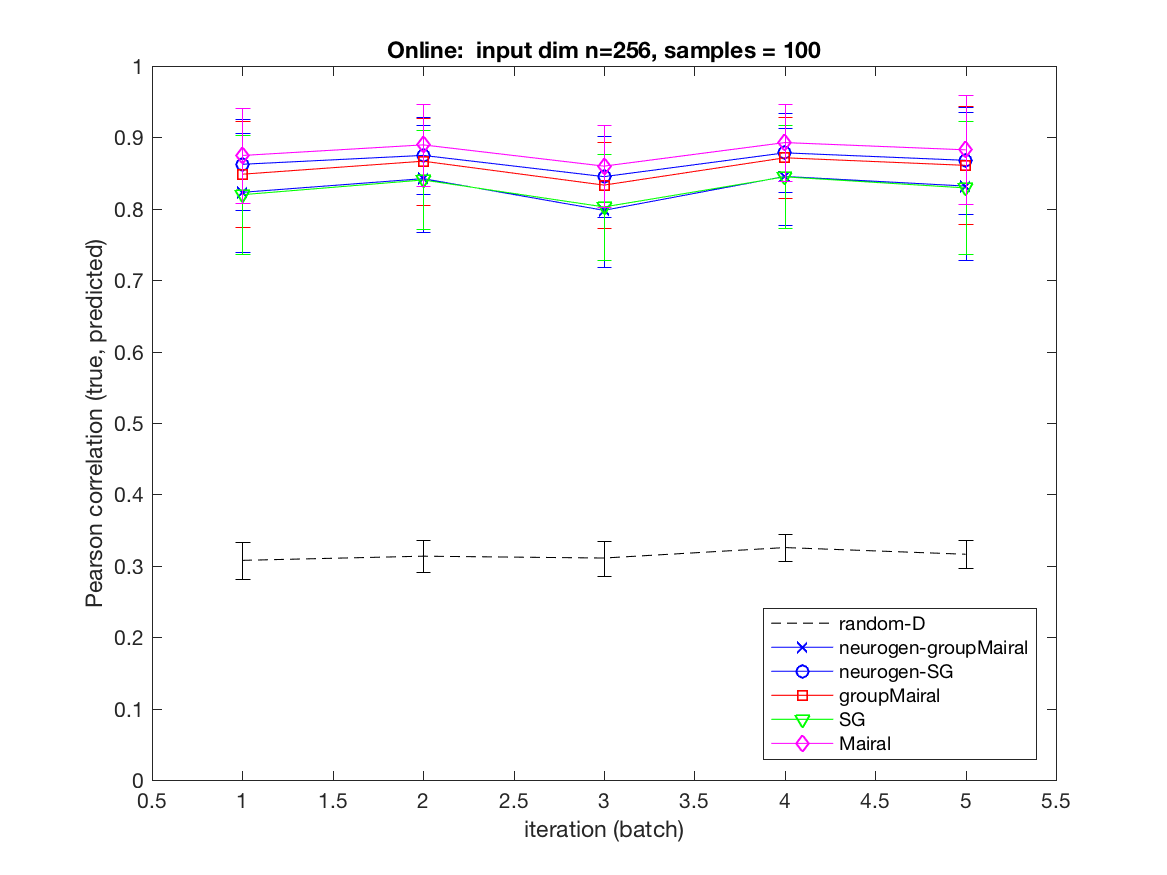 Online:  input dim n=256, samples = 100
Pearson correlation (true, predicted)
1
0.9
0.8
0.7
0.6
0.5
0.4
0.3
0.2
0.1
0
random-D
neurogen-groupMairal
neurogen-SG
groupMairal
SG
Mairal
0.5 1 1.5 2 2.5 3 3.5 4 4.5 5 5.5
iteration (batch)